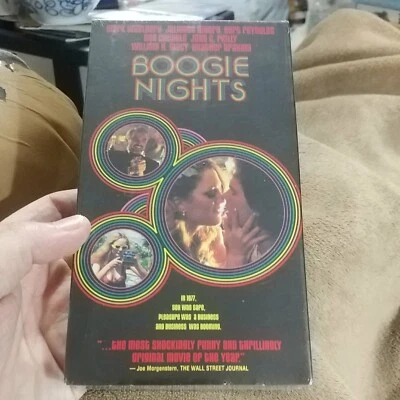 MARK WAHLBERG JULIANNE MOORE BURT REYNOLDS
DON CHEADLE JOHN C. REILLY
WILLIAM H. MACY HEATHER GRAHAM
BOOGIE
NIGHTS
IN 1977,
SEX WAS SAFE,
PLEASURE WAS A BUSINESS
AND BUSINESS WAS BOOMING.
"...THE MOST SHOCKINGLY FUNNY AND THRILLINGLY
ORIGINAL MOVIE OF THE YEAR."
— Joe Morgenstern, THE WALL STREET JOURNAL